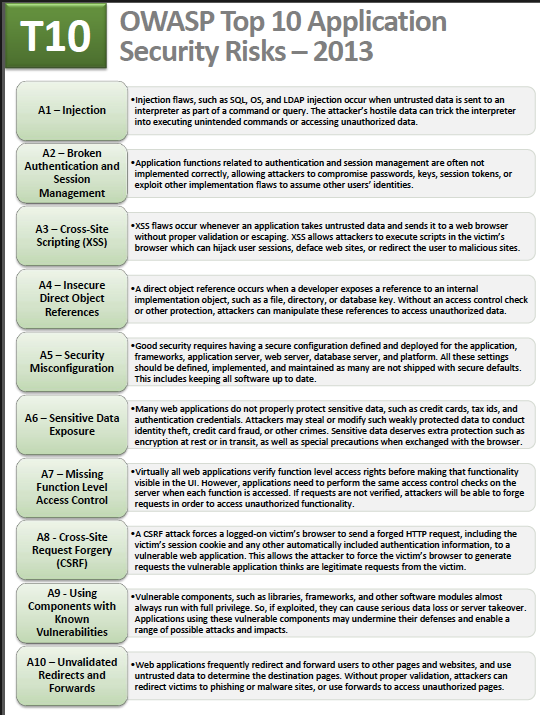 T10
OWASP Top 10 Application
Security Risks – 2013
A1 – Injection
•Injection flaws, such as SQL, OS, and LDAP injection occur when untrusted data is sent to an
interpreter as part of a command or query. The attacker's hostile data can trick the interpreter
into executing unintended commands or accessing unauthorized data.
A2 – Broken
Authentication and
Session
Management
•Application functions related to authentication and session management are often not
implemented correctly, allowing attackers to compromise passwords, keys, session tokens, or
exploit other implementation flaws to assume other users' identities.
A3 – Cross-Site
Scripting (XSS)
•XSS flaws occur whenever an application takes untrusted data and sends it to a web browser
without proper validation or escaping. XSS allows attackers to execute scripts in the victim's
browser which can hijack user sessions, deface web sites, or redirect the user to malicious sites.
A4 – Insecure
Direct Object
References
•A direct object reference occurs when a developer exposes a reference to an internal
implementation object, such as a file, directory, or database key. Without an access control check
or other protection, attackers can manipulate these references to access unauthorized data.
A5 – Security
Misconfiguration
•Good security requires having a secure configuration defined and deployed for the application,
frameworks, application server, web server, database server, and platform. All these settings
should be defined, implemented, and maintained as many are not shipped with secure defaults.
This includes keeping all software up to date.
A6 – Sensitive Data
Exposure
•Many web applications do not properly protect sensitive data, such as credit cards, tax ids, and
authentication credentials. Attackers may steal or modify such weakly protected data to conduct
identity theft, credit card fraud, or other crimes. Sensitive data deserves extra protection such as
encryption at rest or in transit, as well as special precautions when exchanged with the browser.
A7 – Missing
Function Level
Access Control
•Virtually all web applications verify function level access rights before making that functionality
visible in the UI. However, applications need to perform the same access control checks on the
server when each function is accessed. If requests are not verified, attackers will be able to forge
requests in order to access unauthorized functionality.
A8 - Cross-Site
Request Forgery
(CSRF)
•A CSRF attack forces a logged-on victim's browser to send a forged HTTP request, including the
victim's session cookie and any other automatically included authentication information, to a
vulnerable web application. This allows the attacker to force the victim's browser to generate
requests the vulnerable application thinks are legitimate requests from the victim.
A9 - Using
Components with
Known
Vulnerabilities
•Vulnerable components, such as libraries, frameworks, and other software modules almost
always run with full privilege. So, if exploited, they can cause serious data loss or server takeover.
Applications using these vulnerable components may undermine their defenses and enable a
range of possible attacks and impacts.
A10 – Unvalidated
Redirects and
Forwards
•Web applications frequently redirect and forward users to other pages and websites, and use
untrusted data to determine the destination pages. Without proper validation, attackers can
redirect victims to phishing or malware sites, or use forwards to access unauthorized pages.